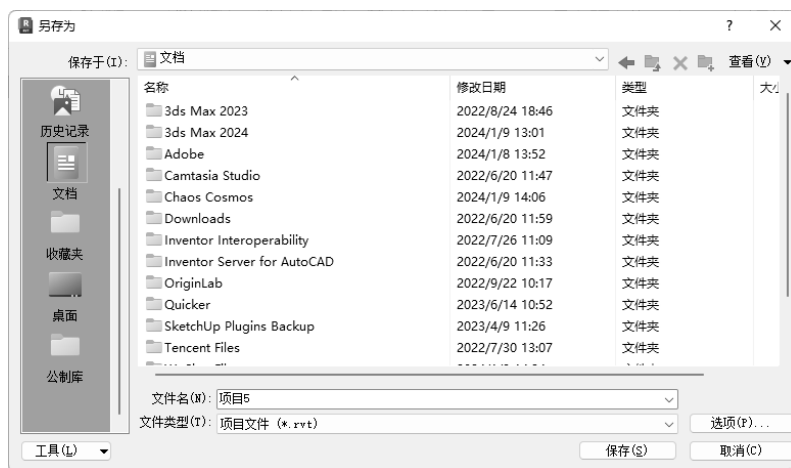 另存为
保存于(I): 文档 查看(V)
历史记录
文档
收藏夹
桌面
公制库
名称 修改日期 类型
3ds Max 2023 2022/8/24 18:46 文件夹
3ds Max 2024 2024/1/9 13:01 文件夹
Adobe 2024/1/8 13:52 文件夹
Camtasia Studio 2022/6/20 11:47 文件夹
Chaos Cosmos 2024/1/9 14:06 文件夹
Downloads 2022/6/20 11:59 文件夹
Inventor Interoperability 2022/7/26 11:09 文件夹
Inventor Server for AutoCAD 2022/6/20 11:33 文件夹
OriginLab 2022/9/22 10:17 文件夹
Quicker 2023/6/14 10:52 文件夹
SketchUp Plugins Backup 2023/4/9 11:26 文件夹
Tencent Files 2022/7/30 13:07 文件夹
文件名(N): 项目5
文件类型(T): 项目文件 (*.rvt) 选项(P)...
工具(L) 保存(S) 取消(C)